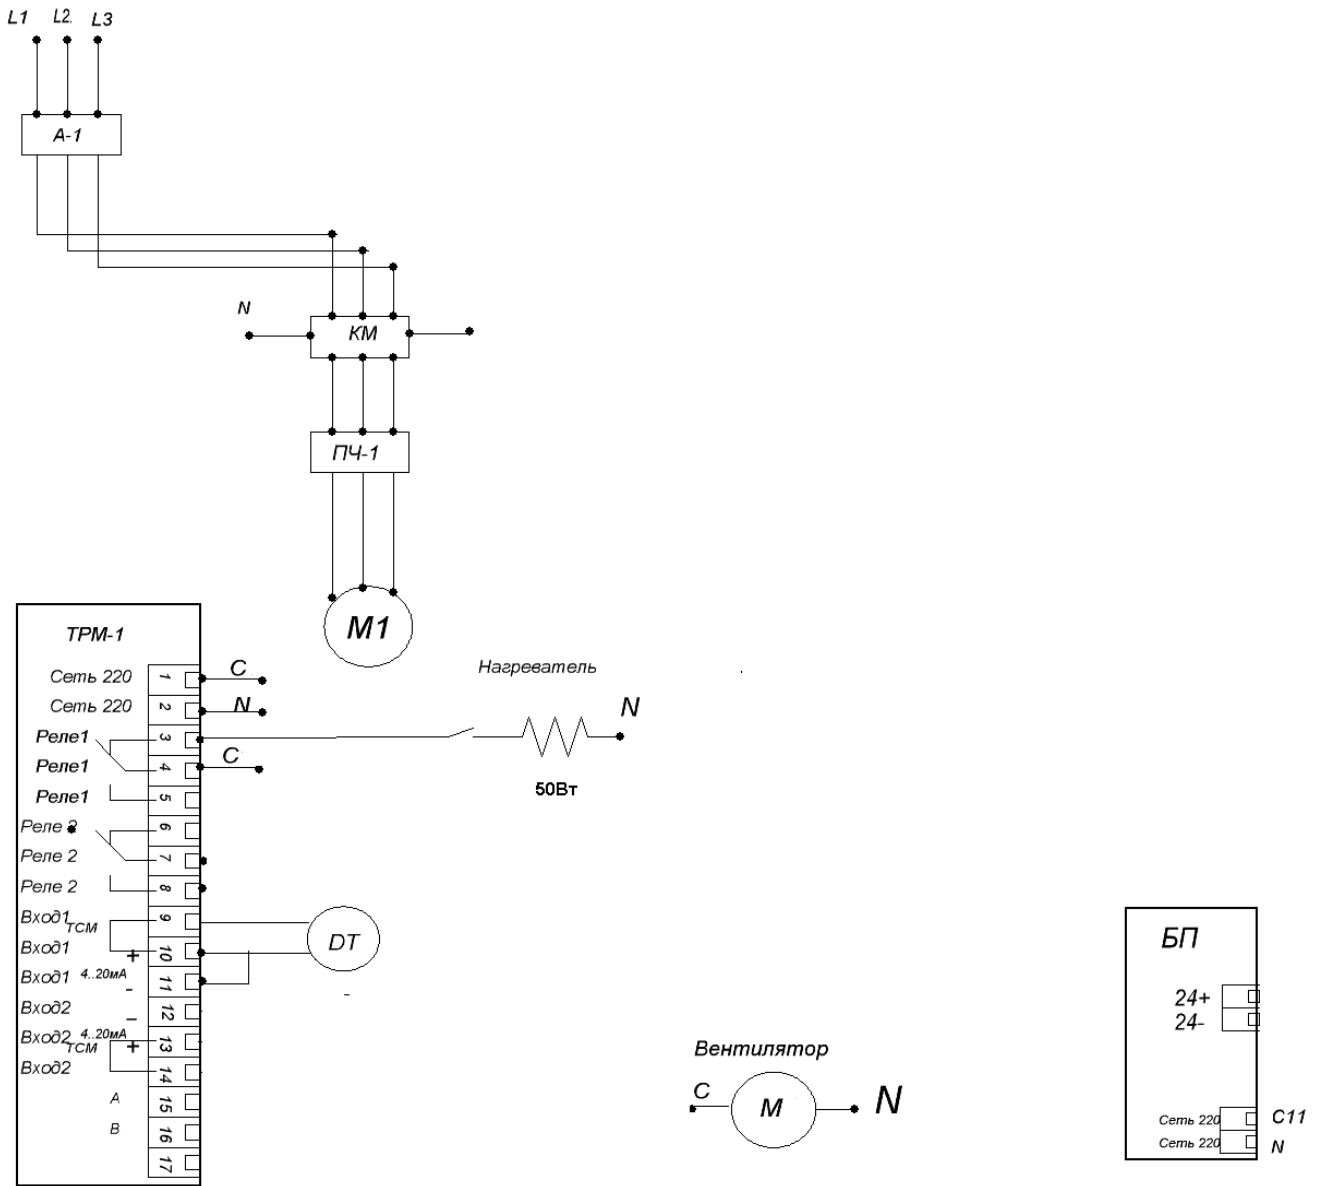 L1 L2 L3
А-1
N
КМ
ПЧ-1
М1
ТРМ-1
Сеть 220 1 С
Сеть 220 2 N
Реле1 3
Реле1 4 С
Реле1 5
Реле 2 6
Реле 2 7
Реле 2 8
Вход1 ТСМ 9
Вход1 + 10
Вход1 4..20мА - 11
Вход2 - 12
Вход2 4..20мА ТСМ + 13
Вход2 14
А 15
В 16
17
Нагреватель
N
50Вт
DT
-
Вентилятор
С М N
БП
24+
24-
Сеть 220 С11
Сеть 220 N